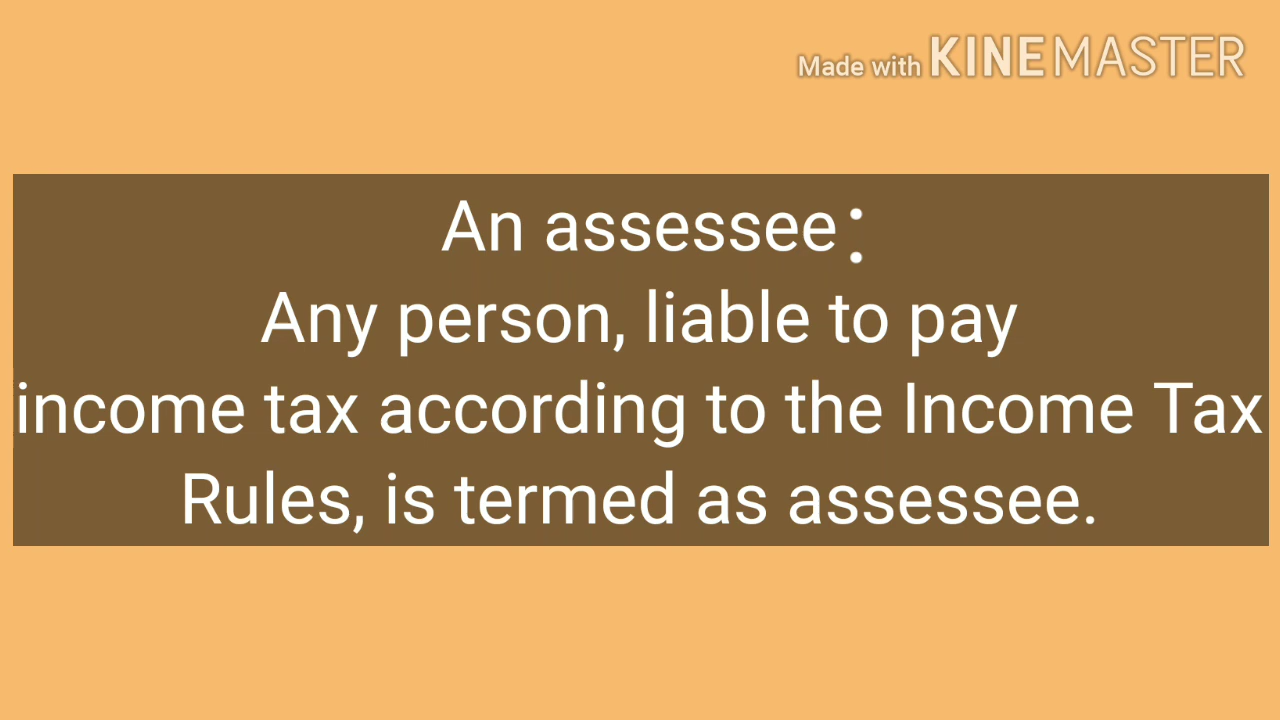 Made with KINEMASTER
An assessee:
Any person, liable to pay
income tax according to the Income Tax
Rules, is termed as assessee.